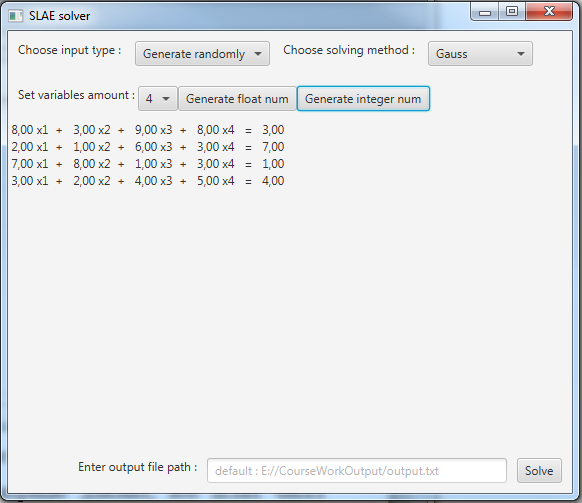 SLAE solver
Choose input type : Generate randomly Choose solving method : Gauss
Set variables amount : 4 Generate float num Generate integer num
8,00 x1 + 3,00 x2 + 9,00 x3 + 8,00 x4 = 3,00
2,00 x1 + 1,00 x2 + 6,00 x3 + 3,00 x4 = 7,00
7,00 x1 + 8,00 x2 + 1,00 x3 + 3,00 x4 = 1,00
3,00 x1 + 2,00 x2 + 4,00 x3 + 5,00 x4 = 4,00
Enter output file path : default : E://CourseWorkOutput/output.txt Solve